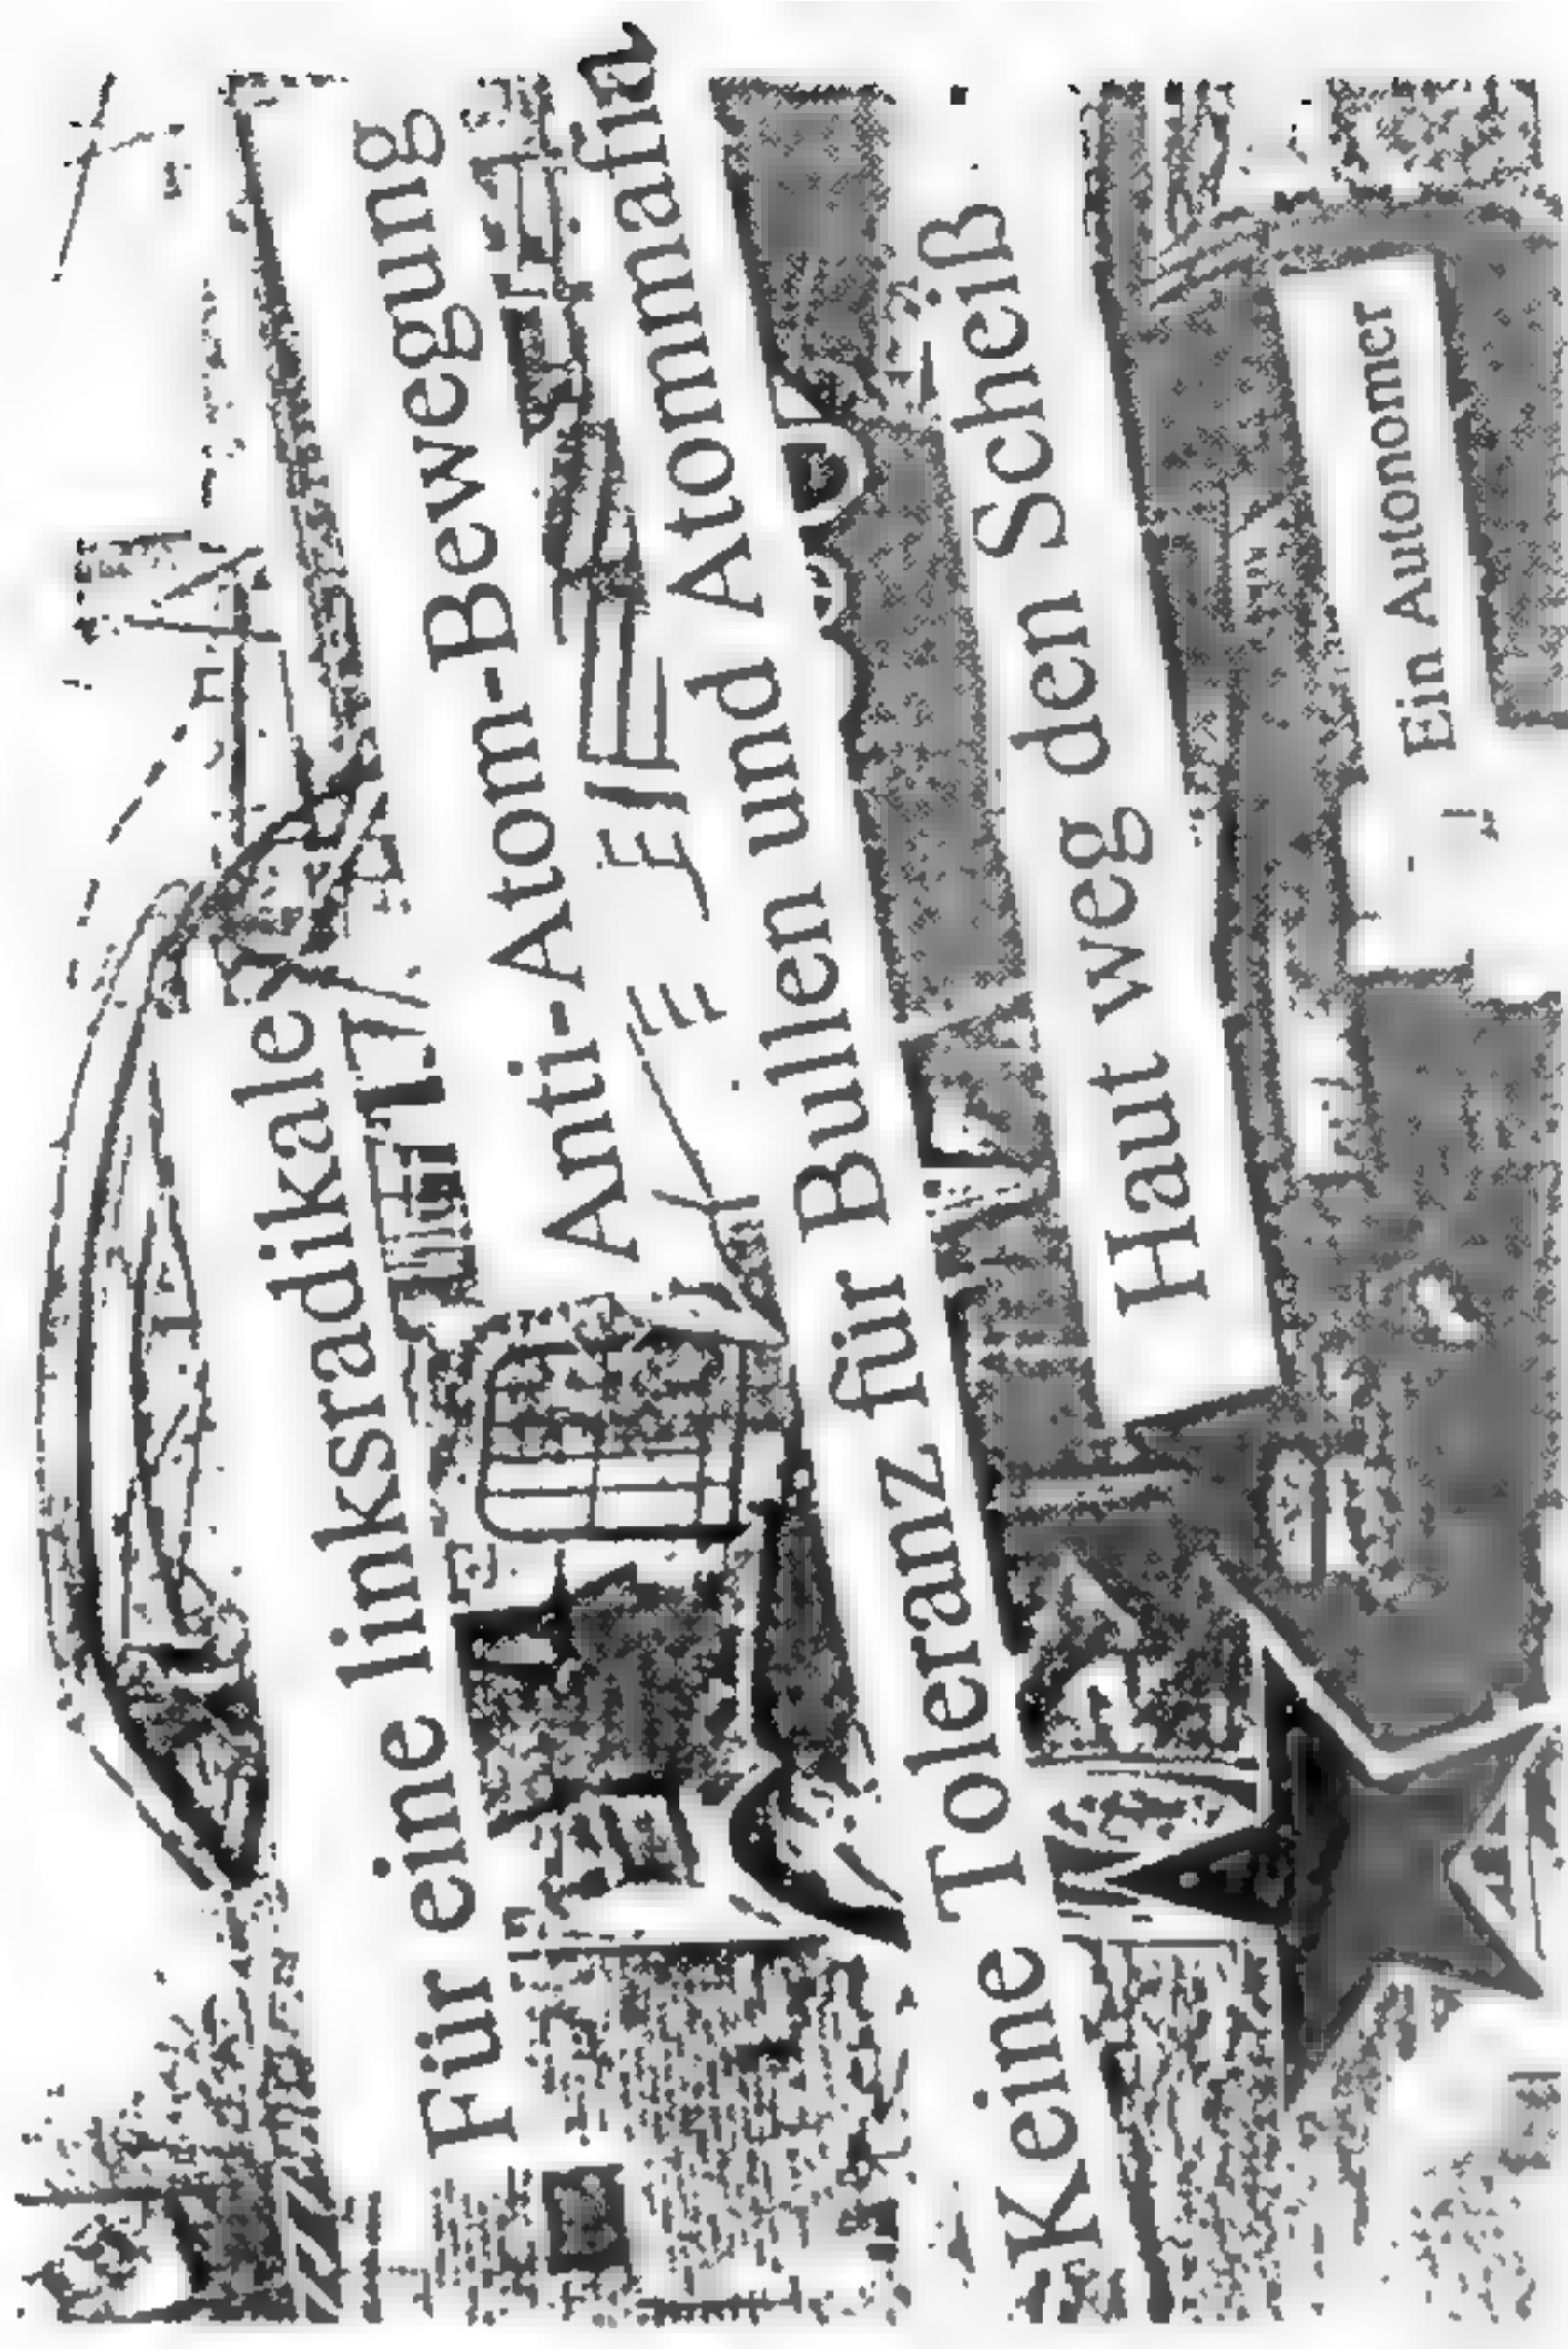 Für eine linksradikale
Anti-Atom-Bewegung
Keine Toleranz für Bullen und Atommafia
Haut weg den Scheiß
Ein Autonomer